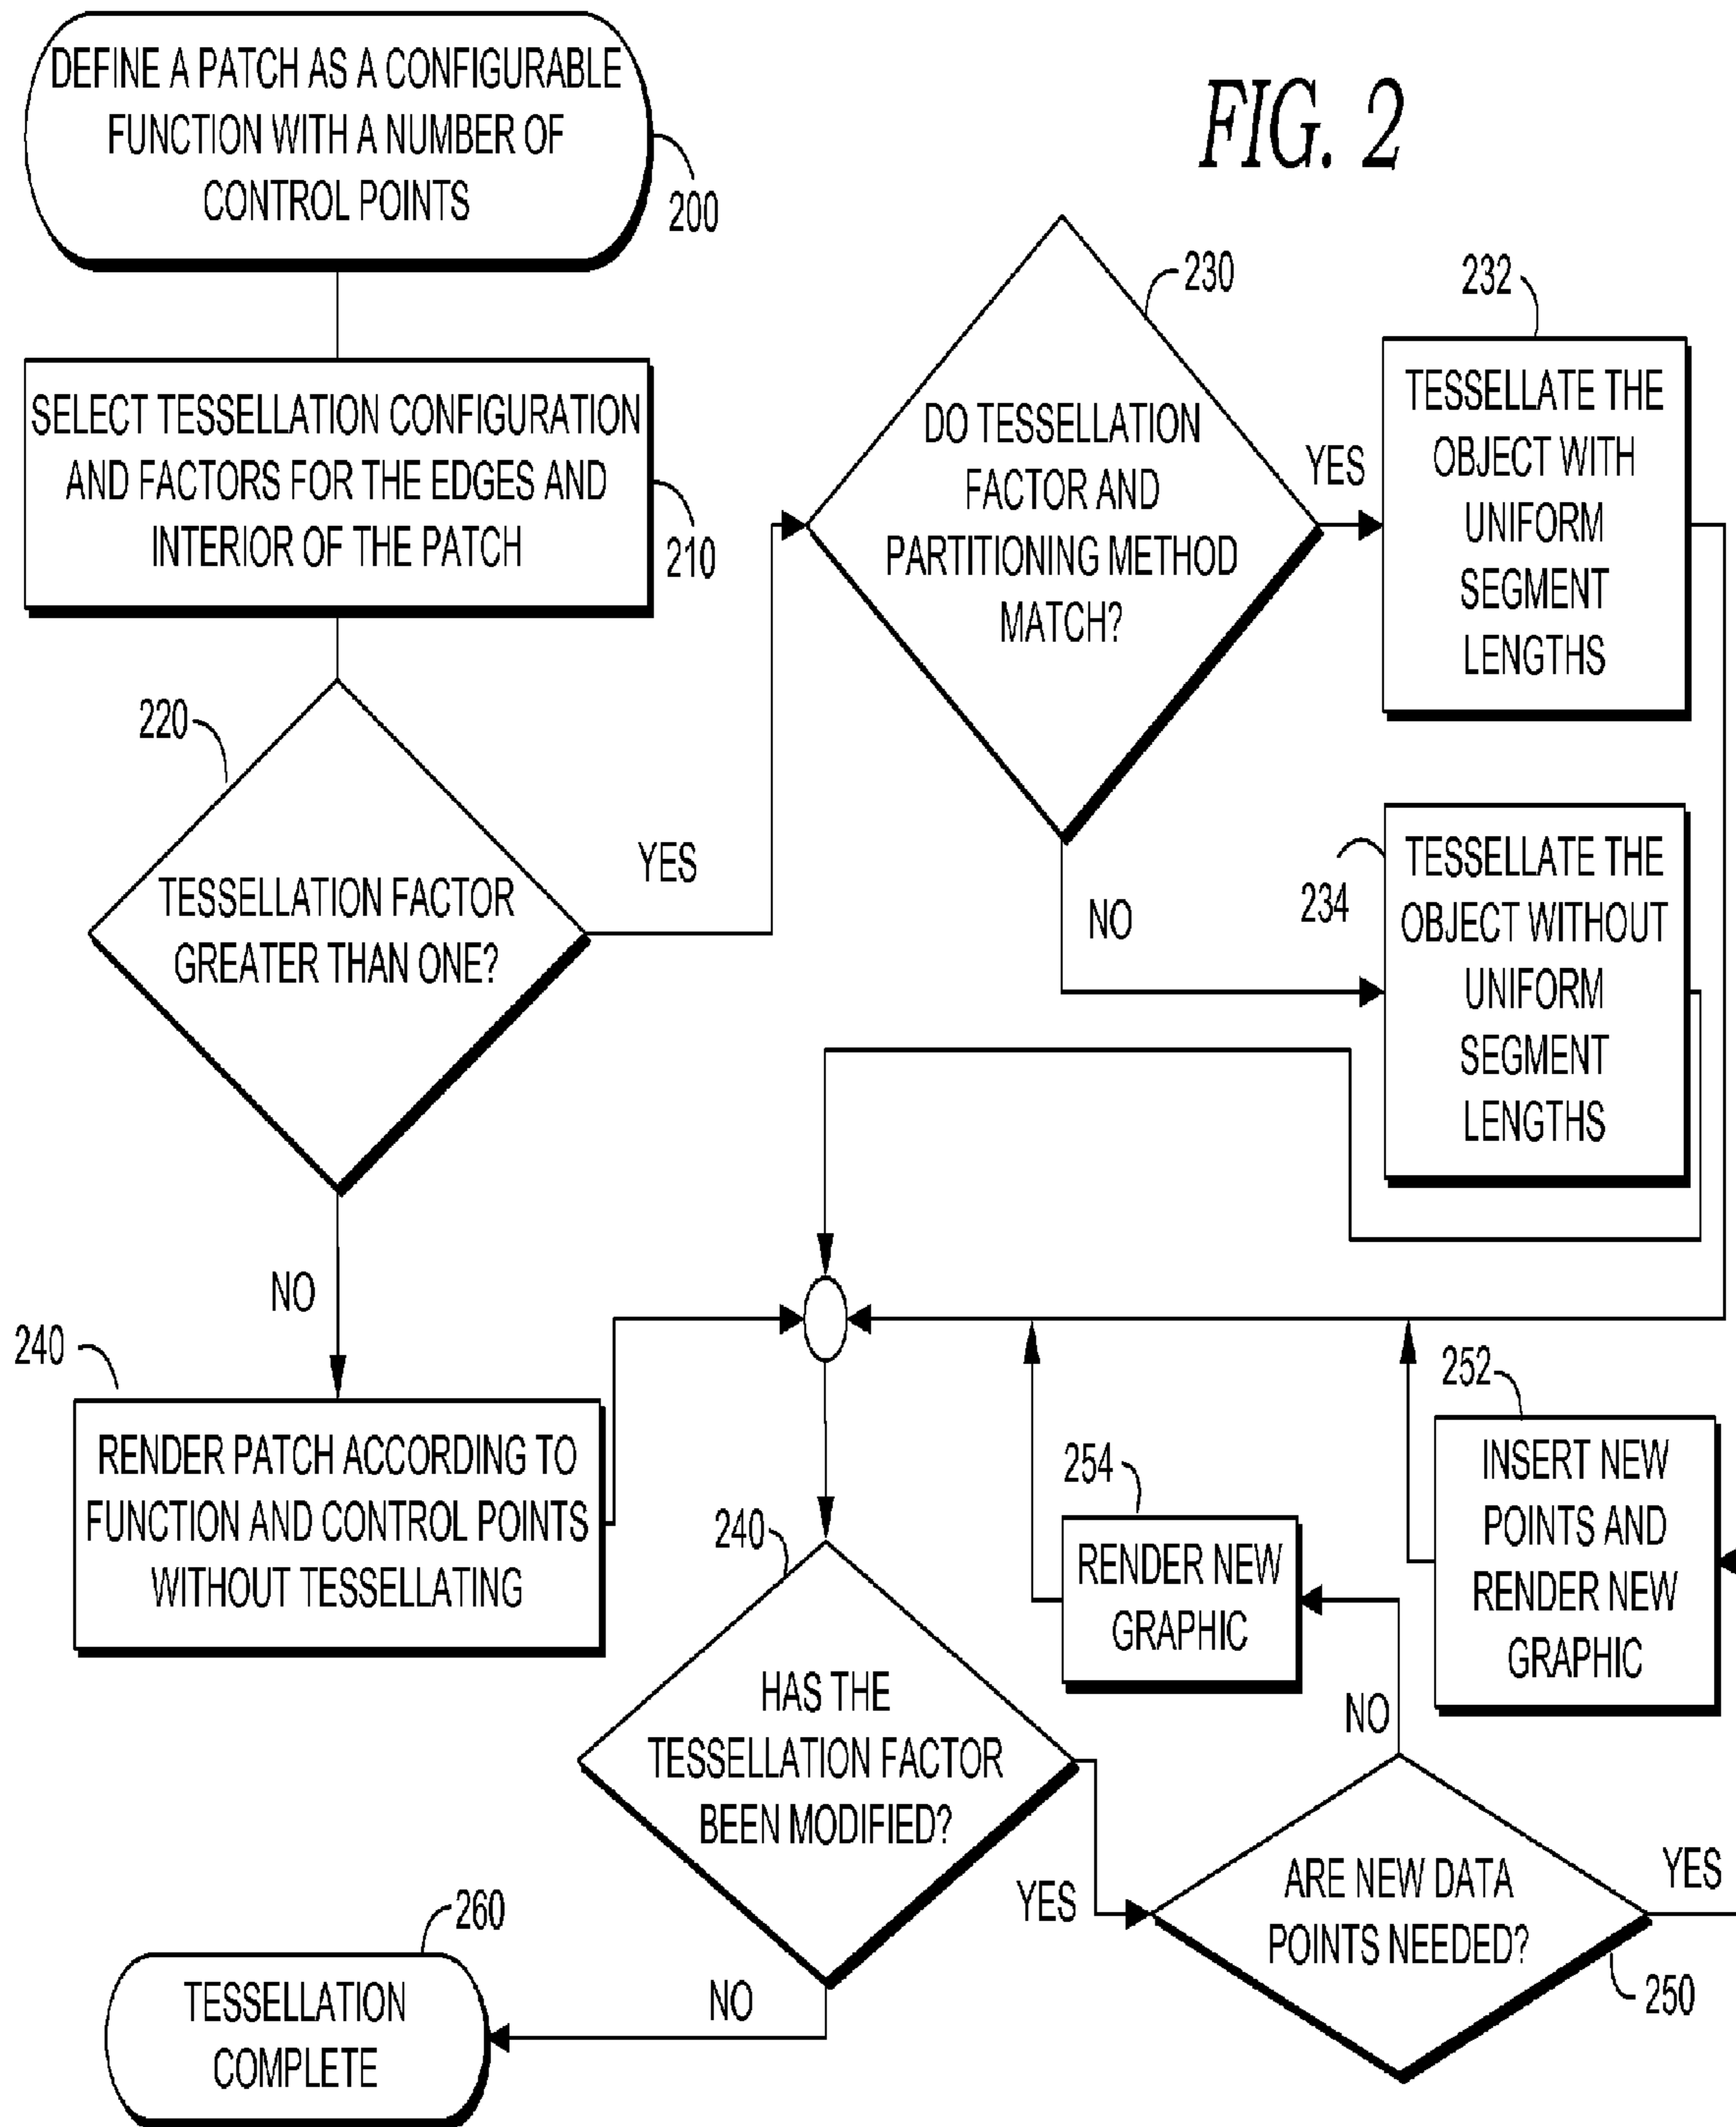 FIG. 2
DEFINE A PATCH AS A CONFIGURABLE
FUNCTION WITH A NUMBER OF
CONTROL POINTS
200
SELECT TESSELLATION CONFIGURATION
AND FACTORS FOR THE EDGES AND
INTERIOR OF THE PATCH
210
220
TESSELLATION FACTOR
GREATER THAN ONE?
YES
NO
230
DO TESSELLATION
FACTOR AND
PARTITIONING METHOD
MATCH?
YES
NO
232
TESSELLATE THE
OBJECT WITH
UNIFORM
SEGMENT
LENGTHS
234
TESSELLATE THE
OBJECT WITHOUT
UNIFORM
SEGMENT
LENGTHS
240
RENDER PATCH ACCORDING TO
FUNCTION AND CONTROL POINTS
WITHOUT TESSELLATING
240
HAS THE
TESSELLATION FACTOR
BEEN MODIFIED?
YES
NO
254
RENDER NEW
GRAPHIC
252
INSERT NEW
POINTS AND
RENDER NEW
GRAPHIC
NO
ARE NEW DATA
POINTS NEEDED?
YES
250
260
TESSELLATION
COMPLETE